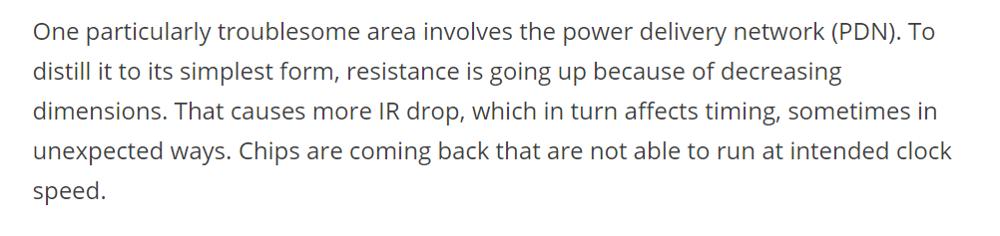 One particularly troublesome area involves the power delivery network (PDN). To
distill it to its simplest form, resistance is going up because of decreasing
dimensions. That causes more IR drop, which in turn affects timing, sometimes in
unexpected ways. Chips are coming back that are not able to run at intended clock
speed.